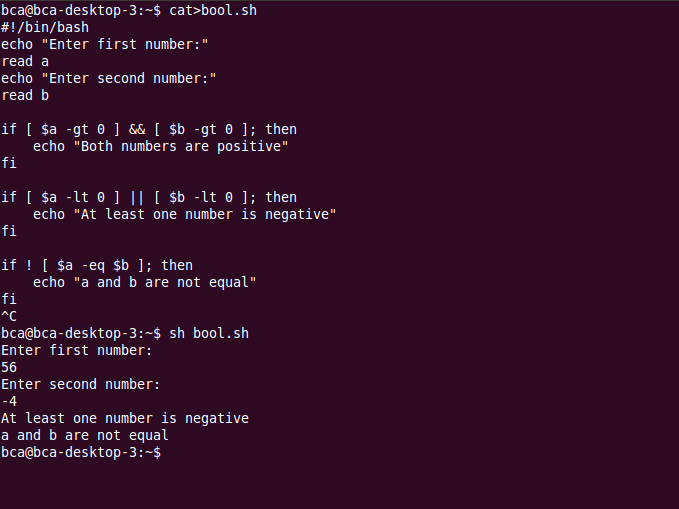 bca@bca-desktop-3:~$ cat>bool.sh
#!/bin/bash
echo "Enter first number:"
read a
echo "Enter second number:"
read b

if [ $a -gt 0 ] && [ $b -gt 0 ]; then
    echo "Both numbers are positive"
fi

if [ $a -lt 0 ] || [ $b -lt 0 ]; then
    echo "At least one number is negative"
fi

if ! [ $a -eq $b ]; then
    echo "a and b are not equal"
fi
^C
bca@bca-desktop-3:~$ sh bool.sh
Enter first number:
56
Enter second number:
-4
At least one number is negative
a and b are not equal
bca@bca-desktop-3:~$